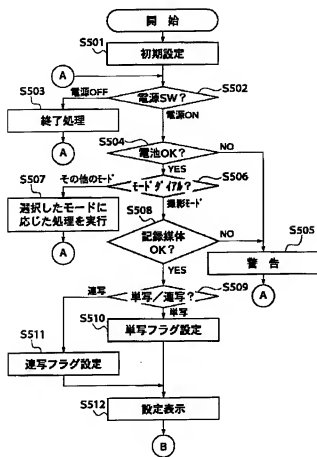 開 始
S501
初期設定
A
電源OFF
S502
電源SW?
S503
終了処理
電源ON
A
S504
電池OK?
NO
YES
その他のモード
S506
モードダイアル?
S507
選択したモードに
応じた処理を実行
撮影モード
S508
A
記録媒体
OK?
NO
S505
警 告
YES
A
S509
連写
単写/連写?
単写
S510
単写フラグ設定
S511
連写フラグ設定
S512
設定表示
B